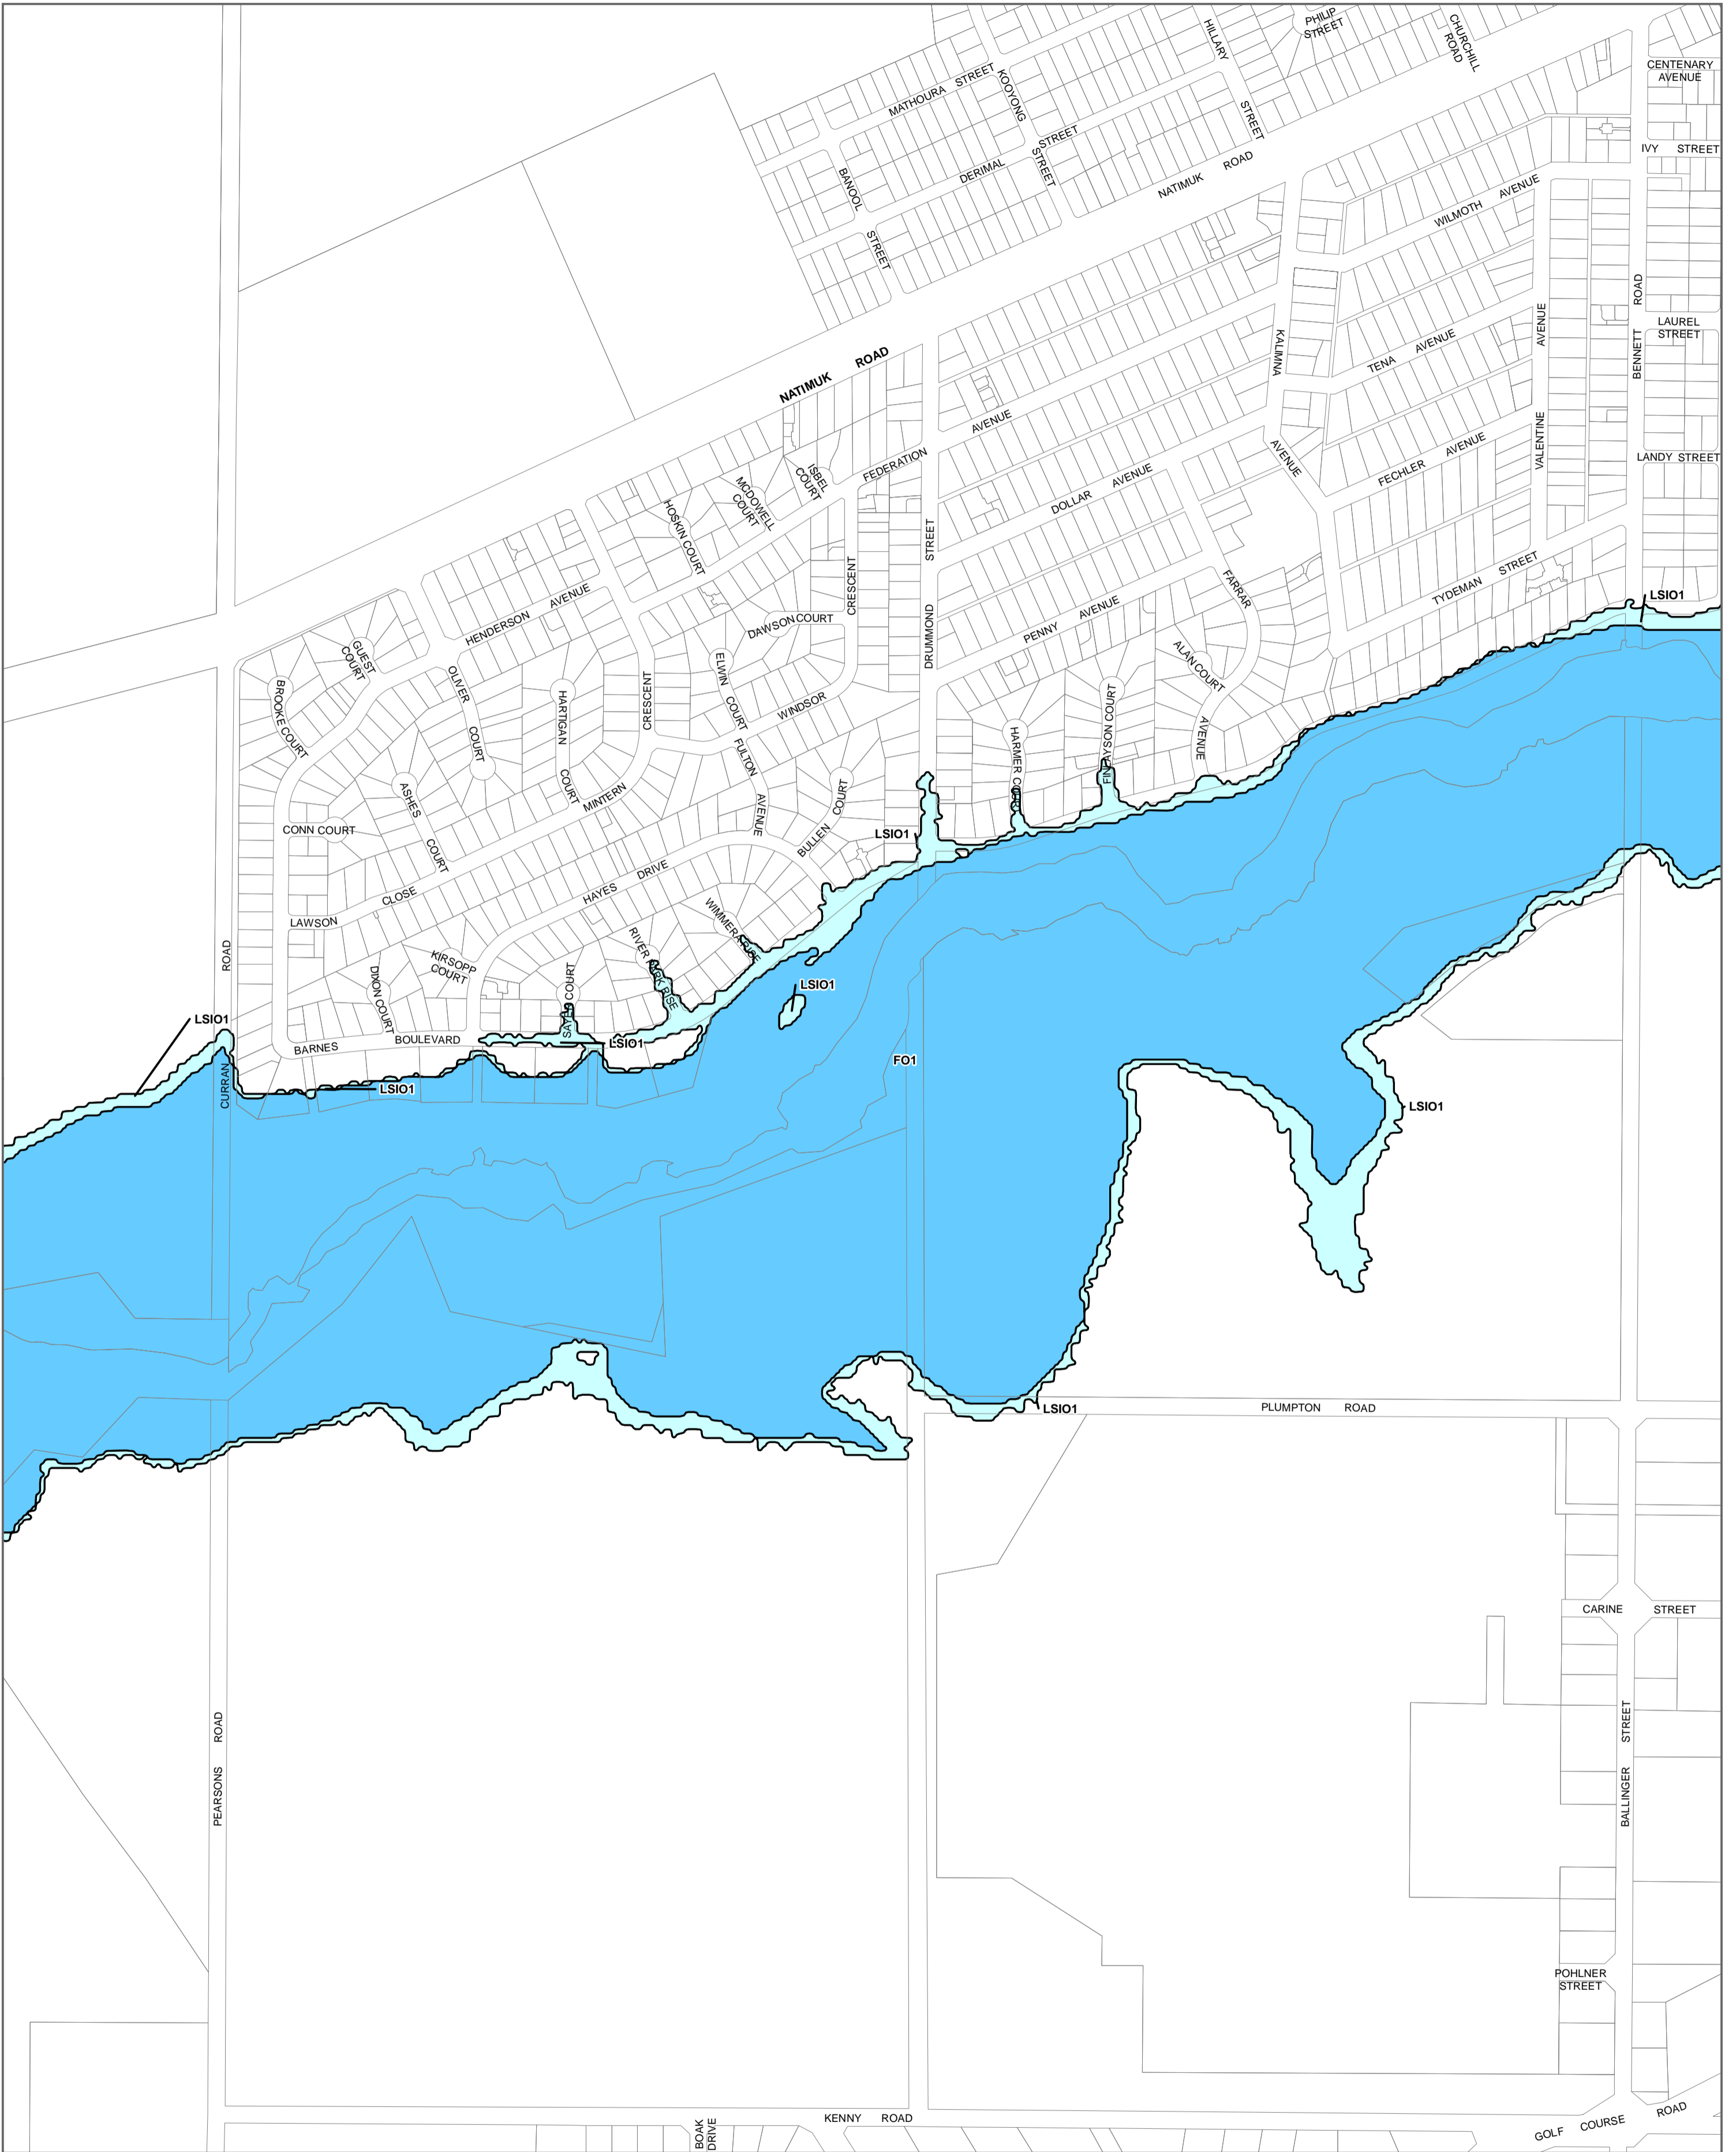 PHILIP
STREET
HILLARY
STREET
CHURCHILL
ROAD
CENTENARY
AVENUE
MATHOURA STREET
KOOYONG
STREET
DERIMAL STREET
BANOOL
STREET
NATIMUK ROAD
IVY STREET
WILMOTH AVENUE
BENNETT ROAD
LAUREL
STREET
NATIMUK ROAD
KALIMNA
AVENUE
TENA AVENUE
VALENTINE AVENUE
FEDERATION AVENUE
LANDY STREET
FECHLER AVENUE
DOLLAR AVENUE
ISBEL
COURT
MCDOWELL
COURT
HOSKIN COURT
DRUMMOND STREET
CRESCENT
TYDEMAN STREET
FARRAR
AVENUE
PENNY AVENUE
LSIO1
HENDERSON AVENUE
DAWSON COURT
GUEST
COURT
OLIVER
COURT
ELWIN
COURT
ALAN COURT
BROOKE COURT
HARTIGAN
COURT
CRESCENT
WINDSOR
FINLAYSON COURT
HARMER COURT
FULTON
AVENUE
ASHES
COURT
MINTERN
BULLEN COURT
CONN COURT
LSIO1
HAYES DRIVE
LAWSON CLOSE
WIMMERA RISE
RIVER PARK RISE
KIRSOPP
COURT
DIXON COURT
SAYER COURT
CURRAN ROAD
LSIO1
LSIO1
BARNES BOULEVARD
LSIO1
FO1
LSIO1
LSIO1
LSIO1
PLUMPTON ROAD
CARINE STREET
PEARSONS ROAD
BALLINGER STREET
POHLNER
STREET
KENNY ROAD
BOAK
DRIVE
GOLF COURSE ROAD